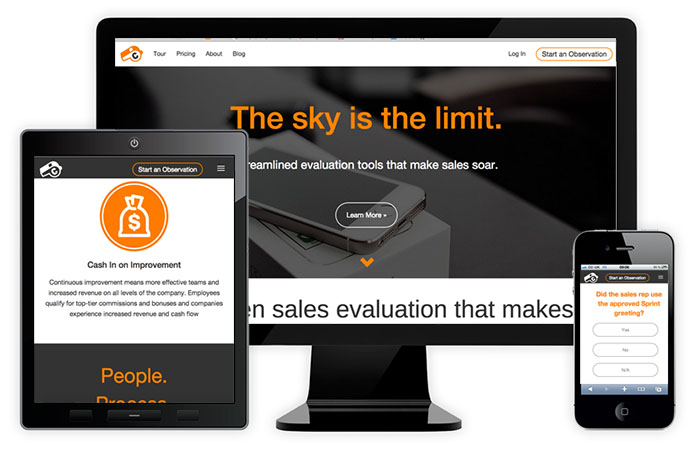 Tour Pricing About Blog Log In Start an Observation
The sky is the limit.
reamlined evaluation tools that make sales soar.
Learn More »
en sales evaluation that makes
Start an Observation
$
Cash In on Improvement
Continuous improvement means more effective teams and
increased revenue on all levels of the company. Employees
qualify for top-tier commissions and bonuses and companies
experience increased revenue and cash flow
People.
Process.
Start an Observation
Did the sales rep use
the approved Sprint
greeting?
Yes
No
N/A